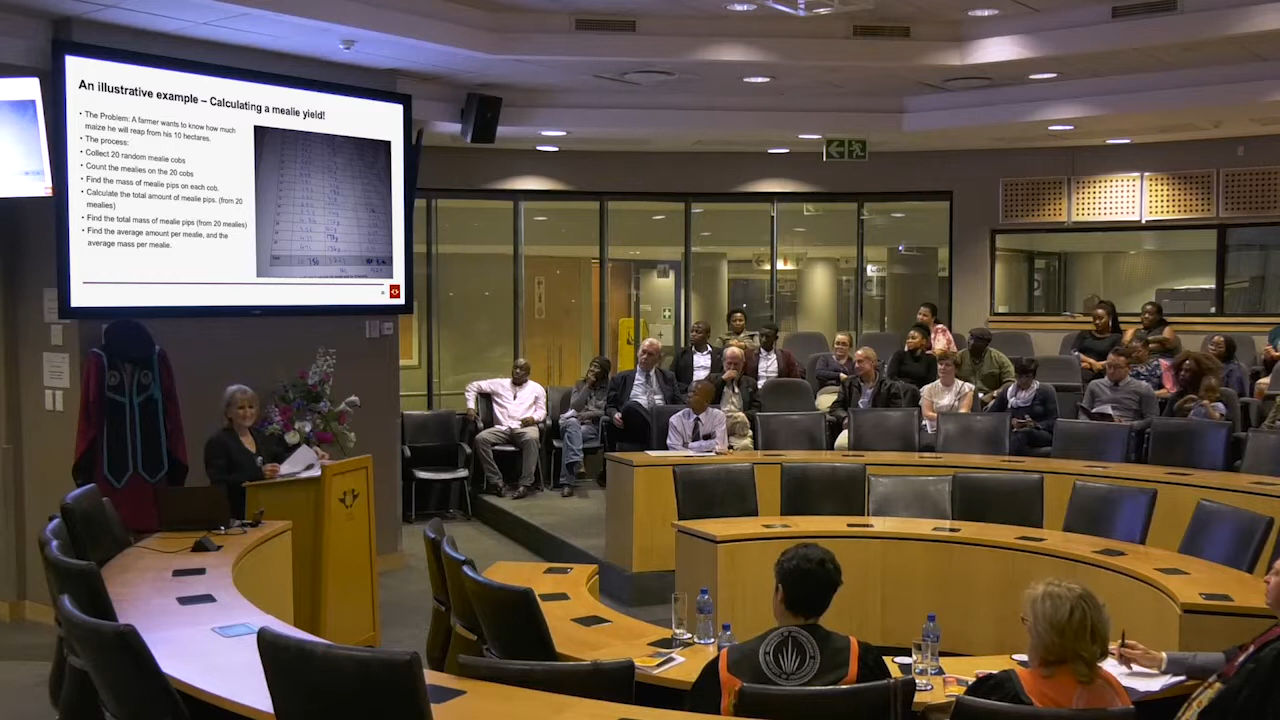 An illustrative example – Calculating a mealie yield!
• The Problem: A farmer wants to know how much
maize he will reap from his 10 hectares.
• The process:
• Collect 20 random mealie cobs
• Count the mealies on the 20 cobs
• Find the mass of mealie pips on each cob.
• Calculate the total amount of mealie pips. (from 20
mealies)
• Find the total mass of mealie pips (from 20 mealies)
• Find the average amount per mealie, and the
average mass per mealie.